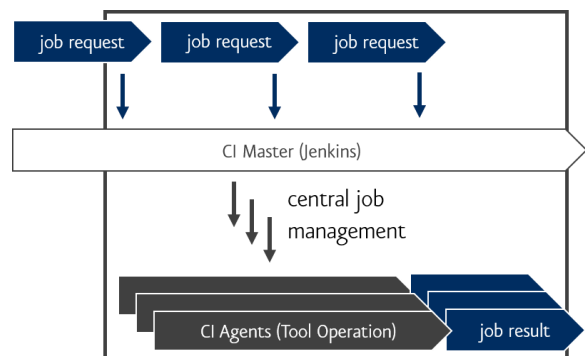 job request
job request
job request
CI Master (Jenkins)
central job
management
CI Agents (Tool Operation)
job result